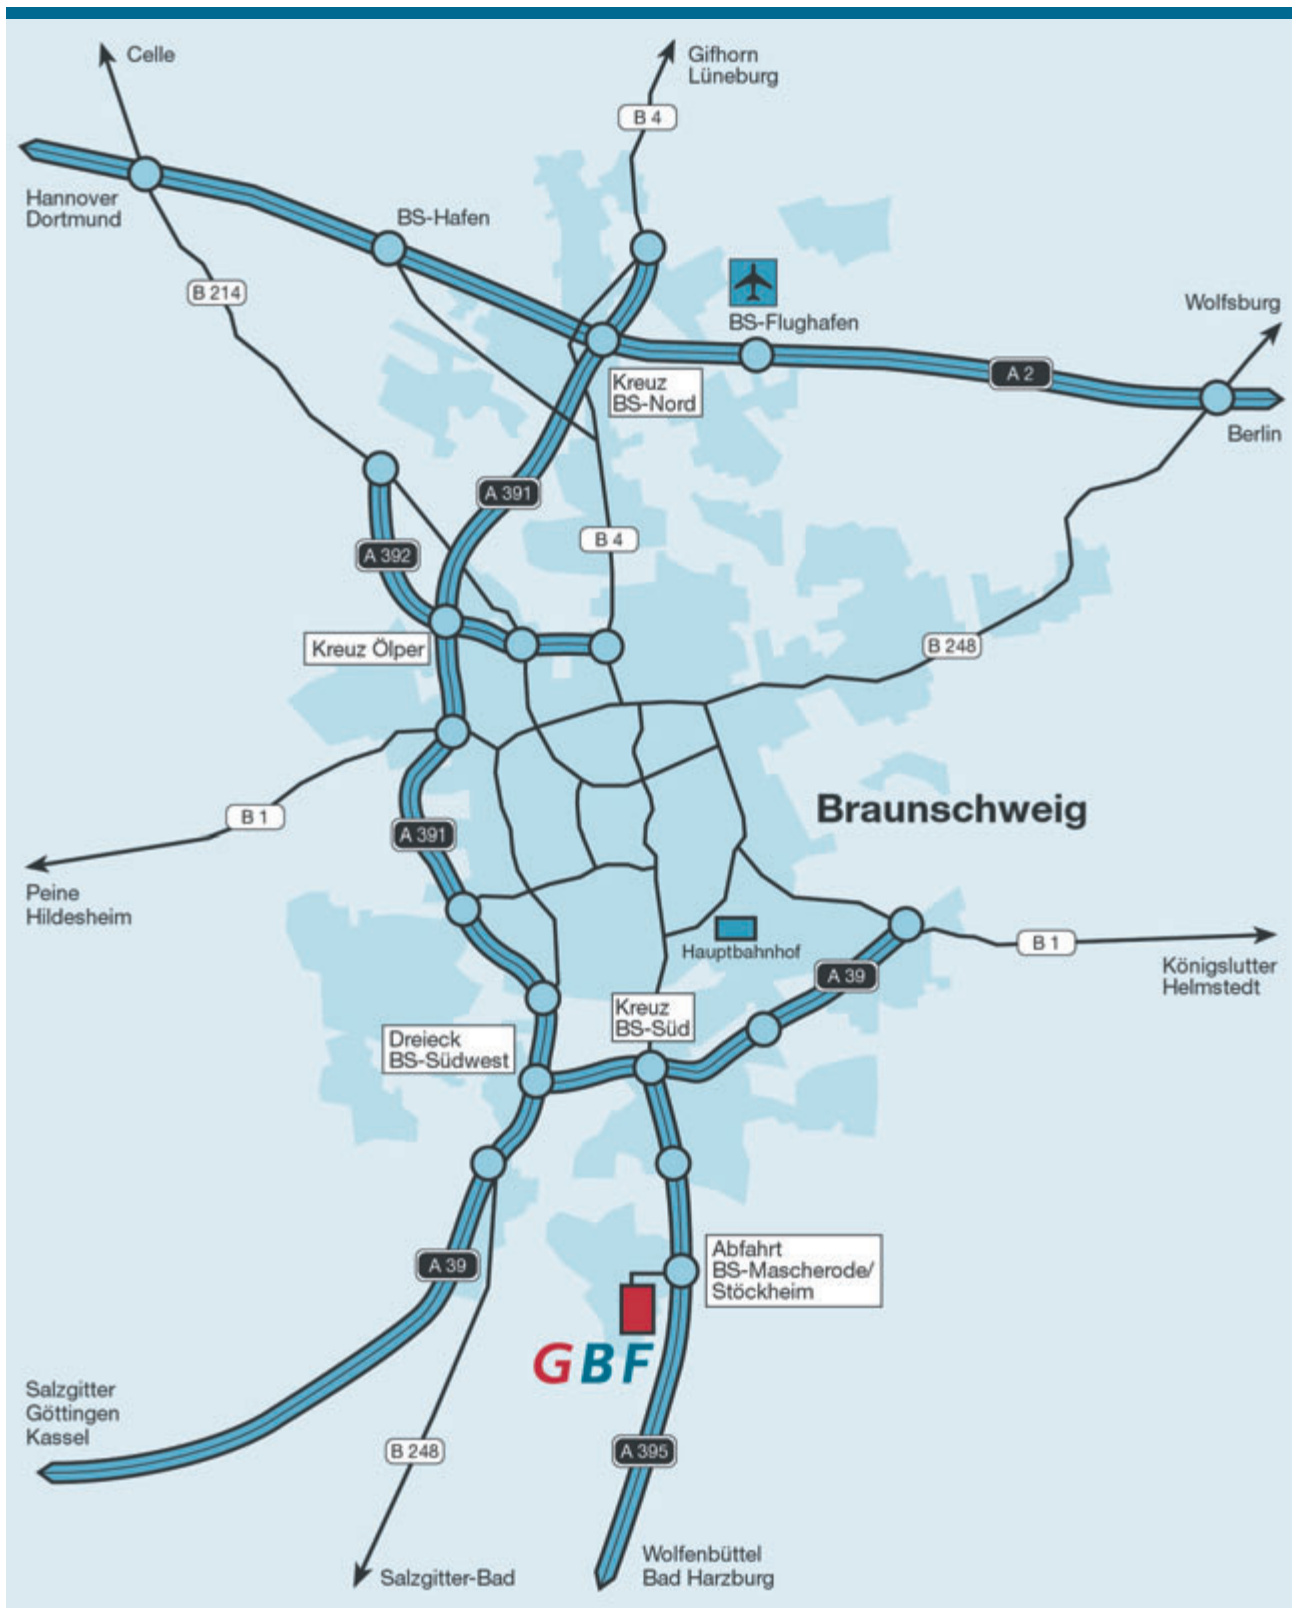 Celle
Gifhorn
Lüneburg
B 4
Hannover
Dortmund
BS-Hafen
B 214
BS-Flughafen
Wolfsburg
A 2
Kreuz
BS-Nord
Berlin
A 391
B 4
A 392
Kreuz Ölper
B 248
Braunschweig
B 1
A 391
Peine
Hildesheim
Hauptbahnhof
B 1
Königslutter
Helmstedt
A 39
Kreuz
BS-Süd
Dreieck
BS-Südwest
Abfahrt
BS-Mascherode/
Stöckheim
A 39
GBF
Salzgitter
Göttingen
Kassel
B 248
A 395
Wolfenbüttel
Bad Harzburg
Salzgitter-Bad